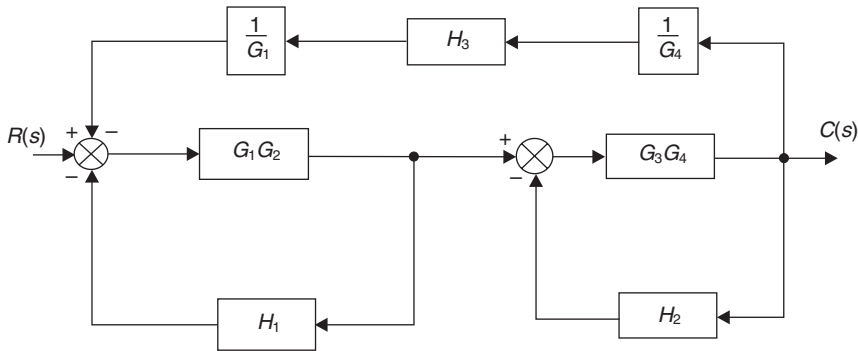 1/G₁
H₃
1/G₄
R(s)
+
−
−
G₁G₂
+
−
G₃G₄
C(s)
H₁
H₂